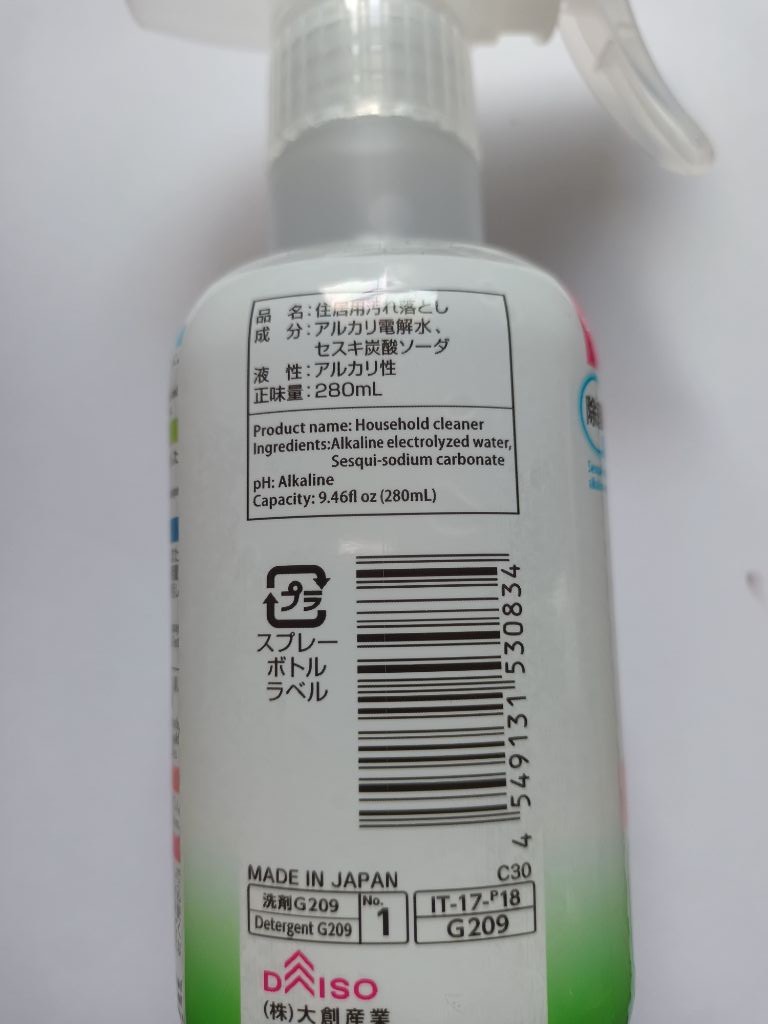 品 名:住居用汚れ落とし
成 分:アルカリ電解水、
セスキ炭酸ソーダ
液 性:アルカリ性
正味量:280mL
Product name: Household cleaner
Ingredients:Alkaline electrolyzed water,
Sesqui-sodium carbonate
pH: Alkaline
Capacity: 9.46fl oz (280mL)
除
プラ
スプレー
ボトル
ラベル
4 549131 530834
MADE IN JAPAN
C30
洗剤G209
Detergent G209
No.
1
IT-17-P18
G209
DAISO
(株)大創産業